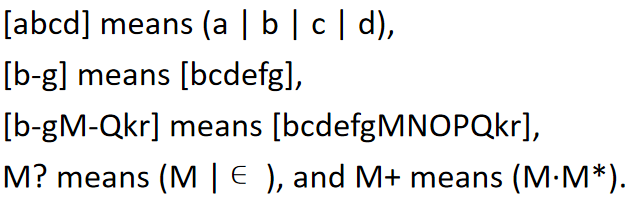 [abcd] means (a | b | c | d),
[b-g] means [bcdefg],
[b-gM-Qkr] means [bcdefgMNOPQkr],
M? means (M | ∈ ), and M+ means (M·M*).